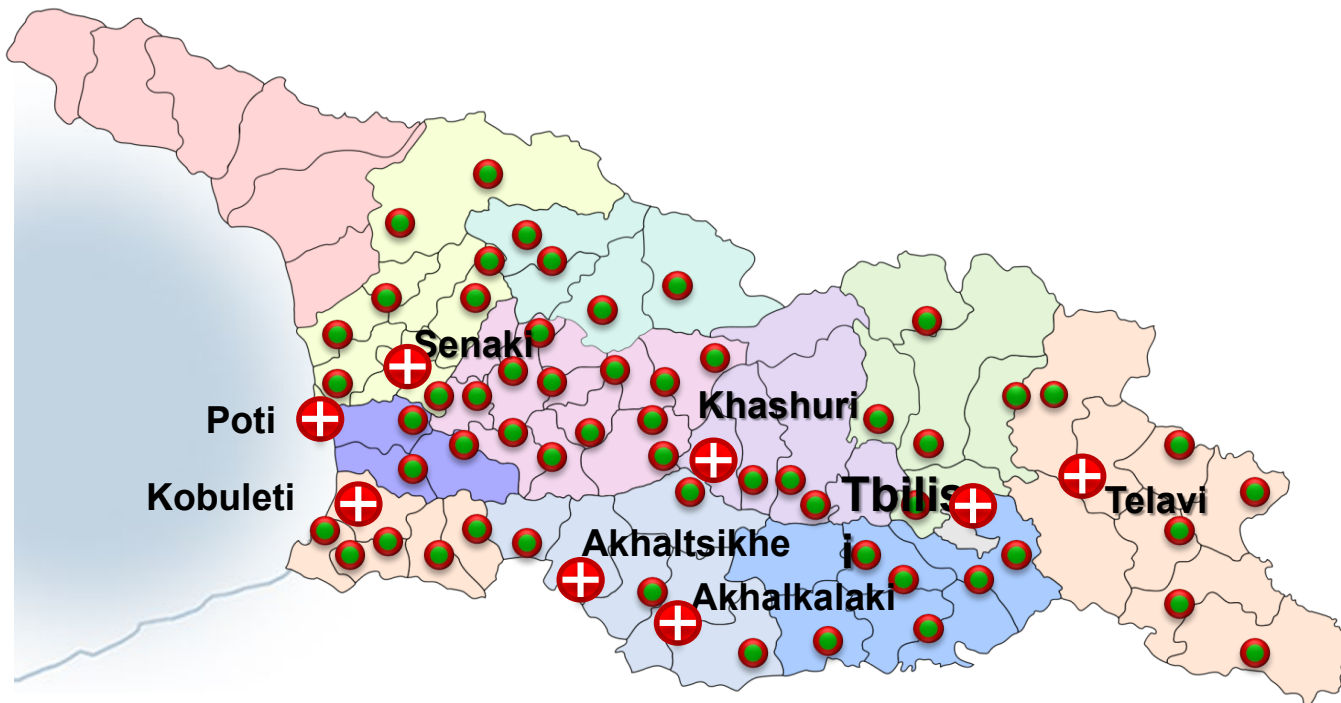 Senaki
Poti
Khashuri
Kobuleti
Tbilis
i
Telavi
Akhaltsikhe
Akhalkalaki